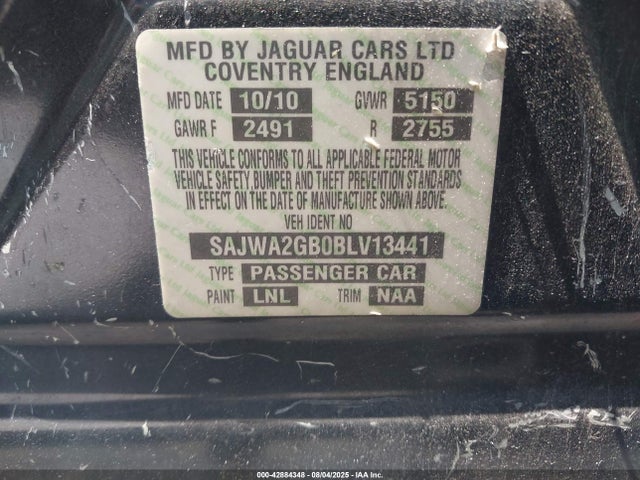 MFD BY JAGUAR CARS LTD
COVENTRY ENGLAND
MFD DATE 10/10 GVWR 5150
GAWR F 2491 R 2755
THIS VEHICLE CONFORMS TO ALL APPLICABLE FEDERAL MOTOR
VEHICLE SAFETY, BUMPER AND THEFT PREVENTION STANDARDS
IN EFFECT ON THE DATE OF MANUFACTURE SHOWN ABOVE.
VEH IDENT NO
SAJWA2GB0BLV13441
TYPE PASSENGER CAR
PAINT LNL TRIM NAA
000-42884348 - 08/04/2025 - IAA Inc.